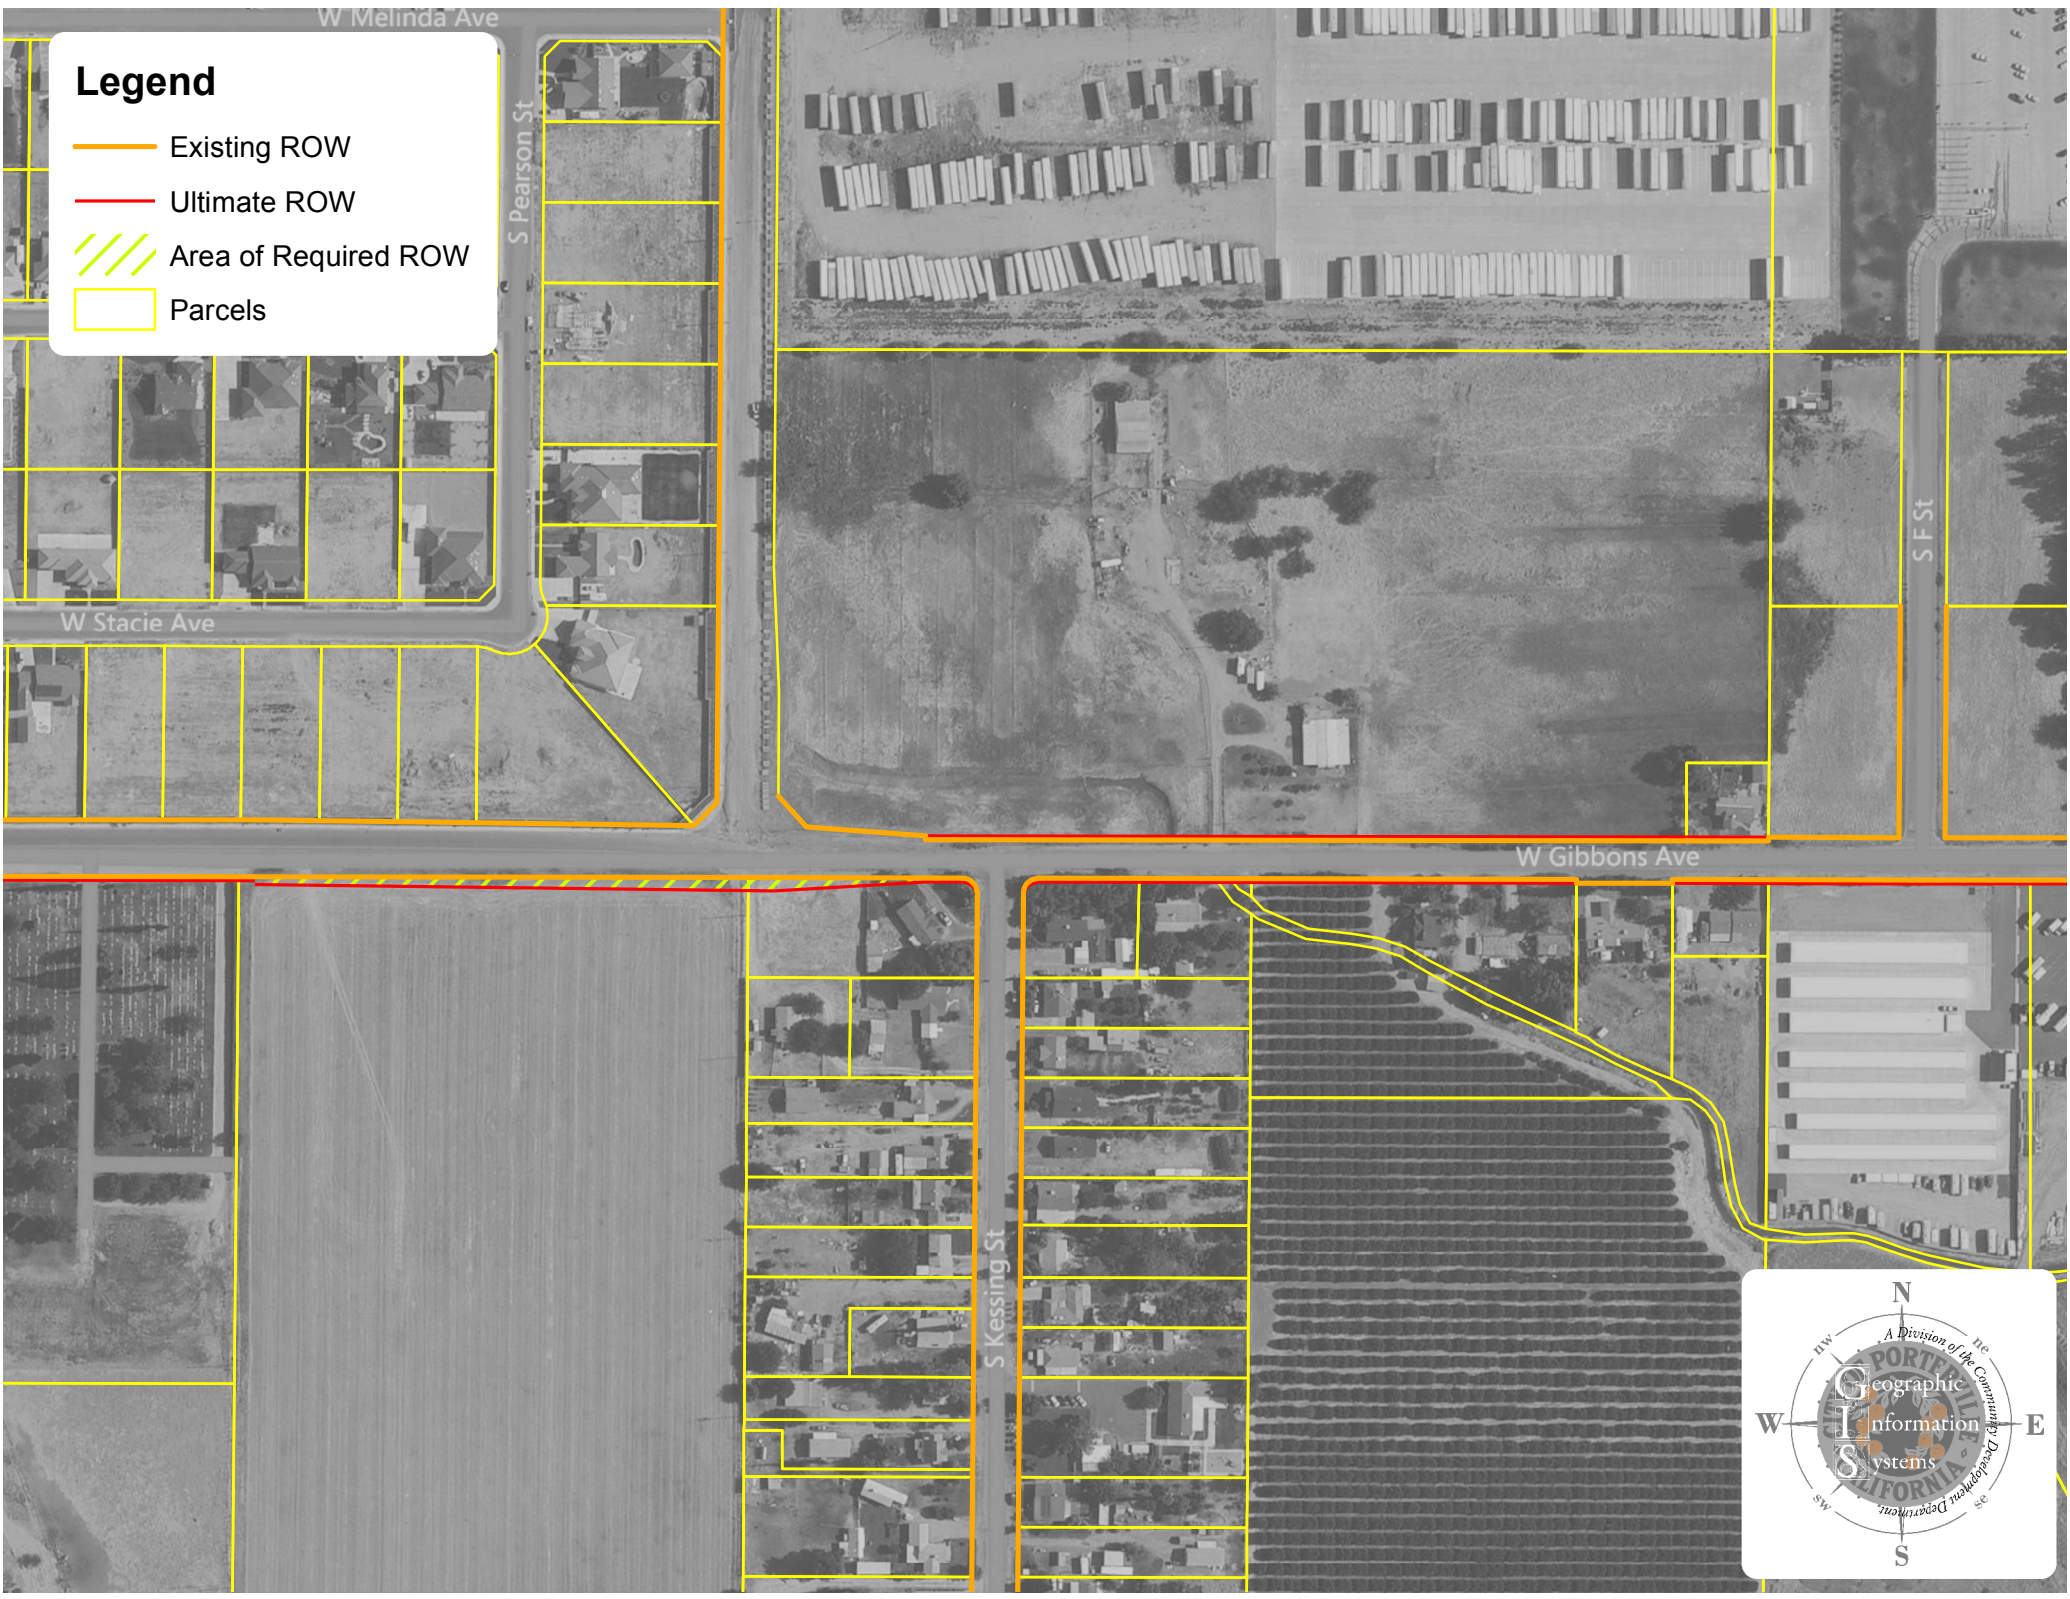 W Melinda Ave
Legend
Existing ROW
Ultimate ROW
Area of Required ROW
Parcels
S Pearson St
S F St
W Stacie Ave
W Gibbons Ave
S Kessing St
N
nw
ne
A Division of the Community Development Department
CITY PORTERVILLE
Geographic
W
Information
E
Systems
CALIFORNIA
sw
se
S